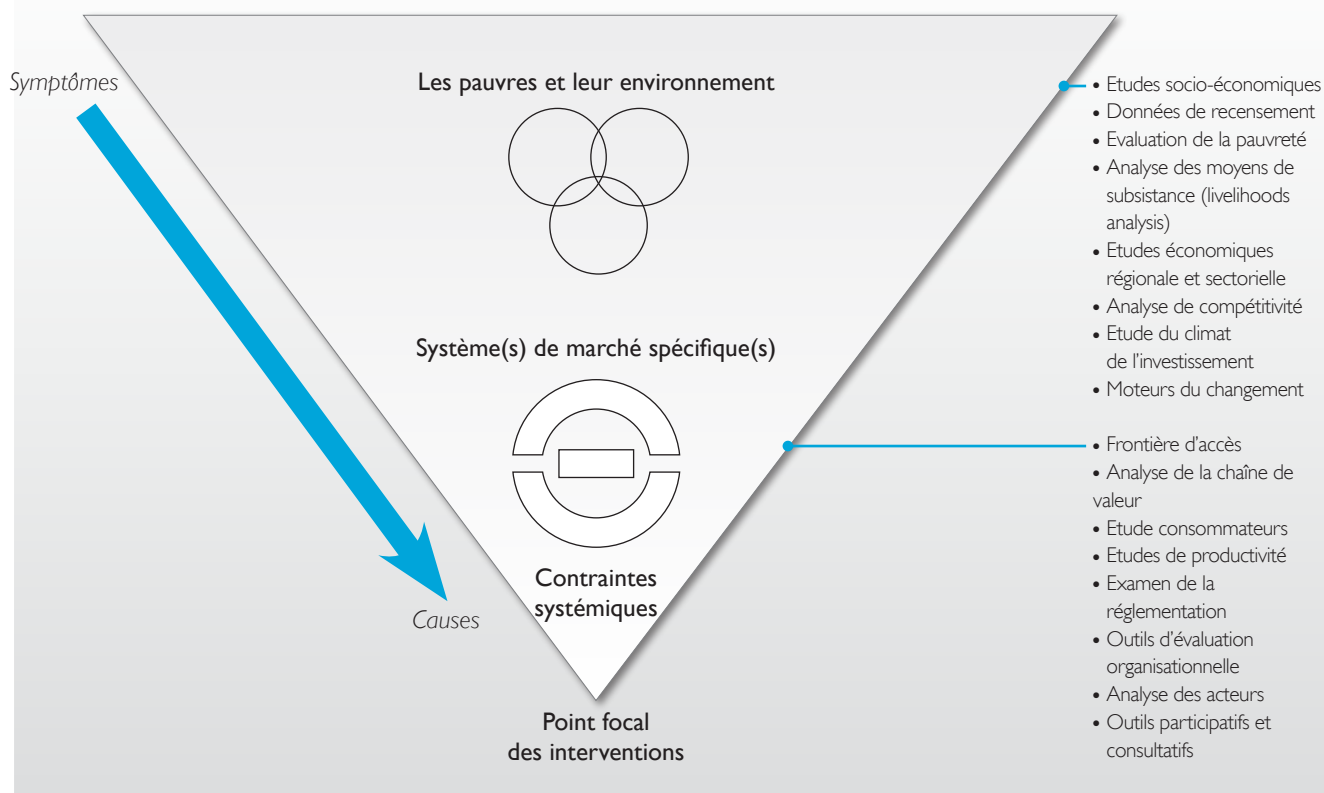 Symptômes
Les pauvres et leur environnement
Système(s) de marché spécifique(s)
Contraintes
systémiques
Causes
Point focal
des interventions
• Etudes socio-économiques
• Données de recensement
• Evaluation de la pauvreté
• Analyse des moyens de
subsistance (livelihoods
analysis)
• Etudes économiques
régionale et sectorielle
• Analyse de compétitivité
• Etude du climat
de l'investissement
• Moteurs du changement
• Frontière d'accès
• Analyse de la chaîne de
valeur
• Etude consommateurs
• Etudes de productivité
• Examen de la
réglementation
• Outils d'évaluation
organisationnelle
• Analyse des acteurs
• Outils participatifs et
consultatifs